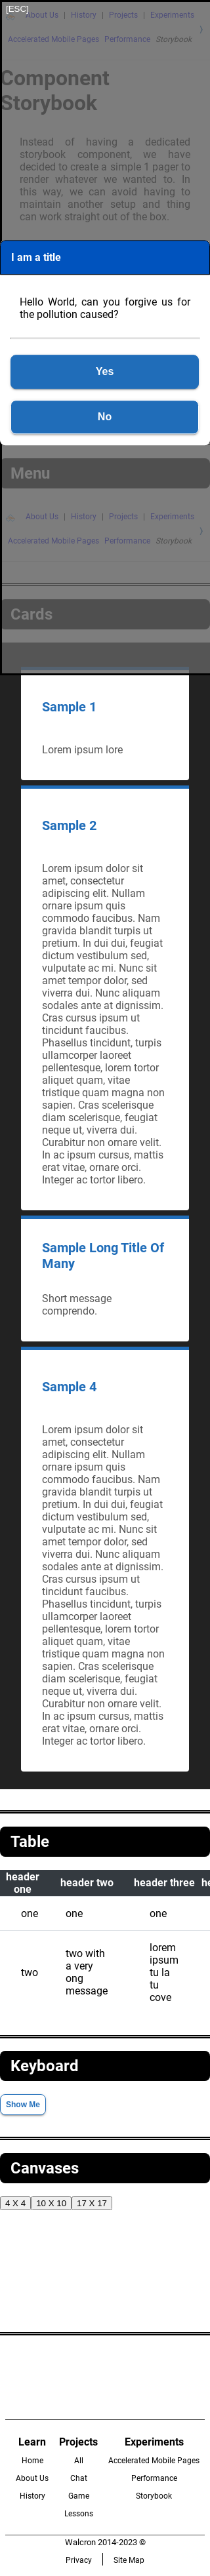 [ESC]
About Us | History | Projects | Experiments
Accelerated Mobile Pages Performance Storybook
Component
Storybook
Instead of having a dedicated
storybook component, we have
decided to create a simple 1 pager to
render whatever we wanted to. In
this way, we can avoid having to
maintain another setup and thing
can work straight out of the box.
I am a title
Hello World, can you forgive us for
the pollution caused?
Yes
No
Menu
About Us | History | Projects | Experiments
Accelerated Mobile Pages Performance Storybook
Cards
Sample 1
Lorem ipsum lore
Sample 2
Lorem ipsum dolor sit
amet, consectetur
adipiscing elit. Nullam
ornare ipsum quis
commodo faucibus. Nam
gravida blandit turpis ut
pretium. In dui dui, feugiat
dictum vestibulum sed,
vulputate ac mi. Nunc sit
amet tempor dolor, sed
viverra dui. Nunc aliquam
sodales ante at dignissim.
Cras cursus ipsum ut
tincidunt faucibus.
Phasellus tincidunt, turpis
ullamcorper laoreet
pellentesque, lorem tortor
aliquet quam, vitae
tristique quam magna non
sapien. Cras scelerisque
diam scelerisque, feugiat
neque ut, viverra dui.
Curabitur non ornare velit.
In ac ipsum cursus, mattis
erat vitae, ornare orci.
Integer ac tortor libero.
Sample Long Title Of
Many
Short message
comprendo.
Sample 4
Lorem ipsum dolor sit
amet, consectetur
adipiscing elit. Nullam
ornare ipsum quis
commodo faucibus. Nam
gravida blandit turpis ut
pretium. In dui dui, feugiat
dictum vestibulum sed,
vulputate ac mi. Nunc sit
amet tempor dolor, sed
viverra dui. Nunc aliquam
sodales ante at dignissim.
Cras cursus ipsum ut
tincidunt faucibus.
Phasellus tincidunt, turpis
ullamcorper laoreet
pellentesque, lorem tortor
aliquet quam, vitae
tristique quam magna non
sapien. Cras scelerisque
diam scelerisque, feugiat
neque ut, viverra dui.
Curabitur non ornare velit.
In ac ipsum cursus, mattis
erat vitae, ornare orci.
Integer ac tortor libero.
Table
header
one
header two
header three
he
one
one
one
two
two with
a very
ong
message
lorem
ipsum
tu la
tu
cove
Keyboard
Show Me
Canvases
4 X 4 10 X 10 17 X 17
Learn Projects Experiments
Home All Accelerated Mobile Pages
About Us Chat Performance
History Game Storybook
Lessons
Walcron 2014-2023 ©
Privacy | Site Map